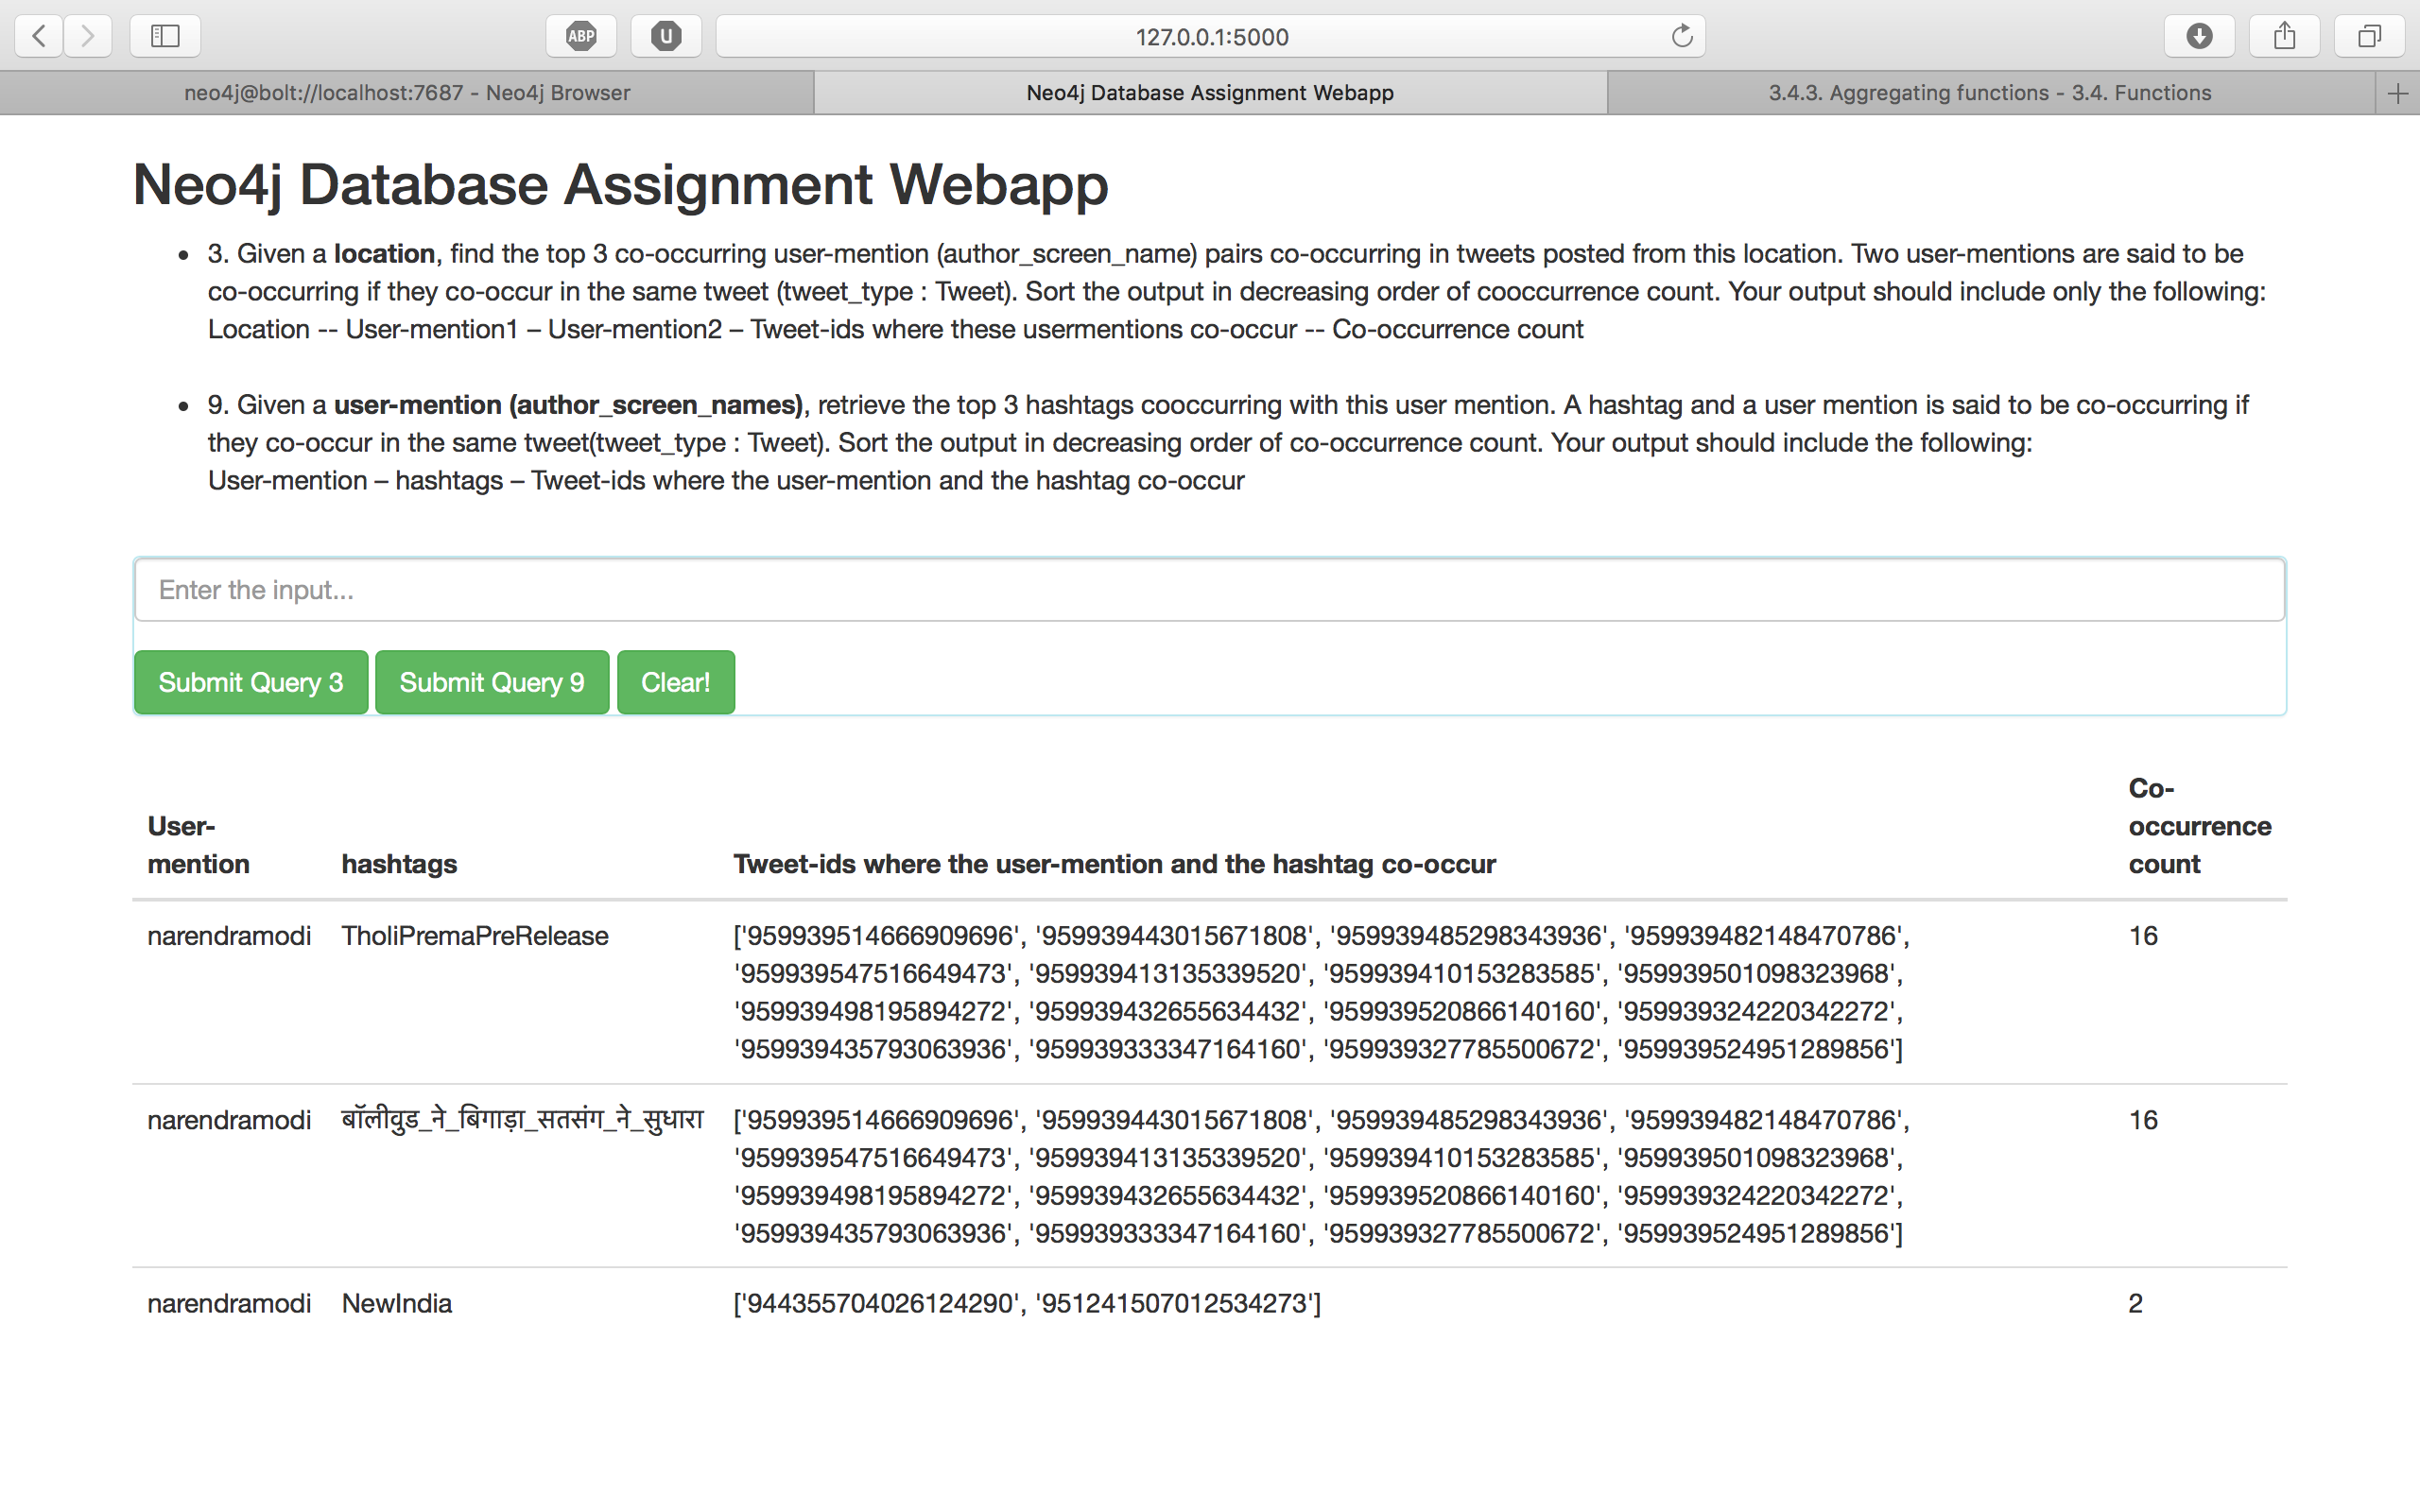 ABP
U
127.0.0.1:5000
neo4j@bolt://localhost:7687 - Neo4j Browser
Neo4j Database Assignment Webapp
3.4.3. Aggregating functions - 3.4. Functions
Neo4j Database Assignment Webapp
3. Given a location, find the top 3 co-occurring user-mention (author_screen_name) pairs co-occurring in tweets posted from this location. Two user-mentions are said to be
co-occurring if they co-occur in the same tweet (tweet_type : Tweet). Sort the output in decreasing order of cooccurrence count. Your output should include only the following:
Location -- User-mention1 – User-mention2 – Tweet-ids where these usermentions co-occur -- Co-occurrence count
9. Given a user-mention (author_screen_names), retrieve the top 3 hashtags cooccurring with this user mention. A hashtag and a user mention is said to be co-occurring if
they co-occur in the same tweet(tweet_type : Tweet). Sort the output in decreasing order of co-occurrence count. Your output should include the following:
User-mention – hashtags – Tweet-ids where the user-mention and the hashtag co-occur
Enter the input...
Submit Query 3
Submit Query 9
Clear!
User-
mention
hashtags
Tweet-ids where the user-mention and the hashtag co-occur
Co-
occurrence
count
narendramodi
TholiPremaPreRelease
['959939514666909696', '959939443015671808', '959939485298343936', '959939482148470786',
'959939547516649473', '959939413135339520', '959939410153283585', '959939501098323968',
'959939498195894272', '959939432655634432', '959939520866140160', '959939324220342272',
'959939435793063936', '959939333347164160', '959939327785500672', '959939524951289856']
16
narendramodi
बॉलीवुड_ने_बिगाड़ा_सतसंग_ने_सुधारा
['959939514666909696', '959939443015671808', '959939485298343936', '959939482148470786',
'959939547516649473', '959939413135339520', '959939410153283585', '959939501098323968',
'959939498195894272', '959939432655634432', '959939520866140160', '959939324220342272',
'959939435793063936', '959939333347164160', '959939327785500672', '959939524951289856']
16
narendramodi
NewIndia
['944355704026124290', '951241507012534273']
2